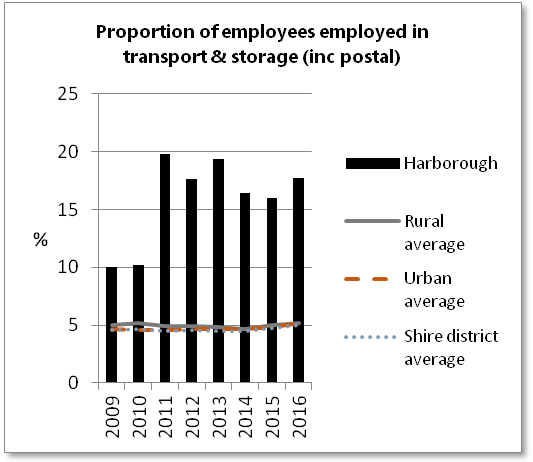 Proportion of employees employed in
transport & storage (inc postal)
25
20
15
10
5
0
%
2009
2010
2011
2012
2013
2014
2015
2016
Harborough
Rural
average
Urban
average
Shire district
average